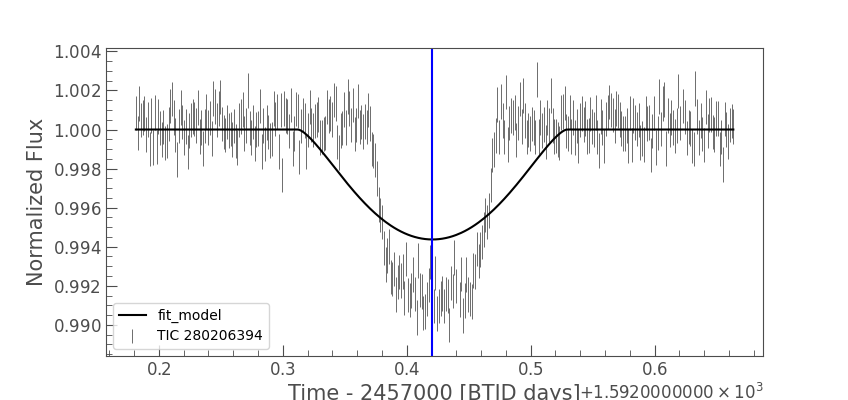 1.004
1.002
1.000
0.998
0.996
0.994
0.992
0.990
Normalized Flux
fit_model
TIC 280206394
0.2 0.3 0.4 0.5 0.6
Time - 2457000 [BTJD days]
+1.5920000000 × 10³